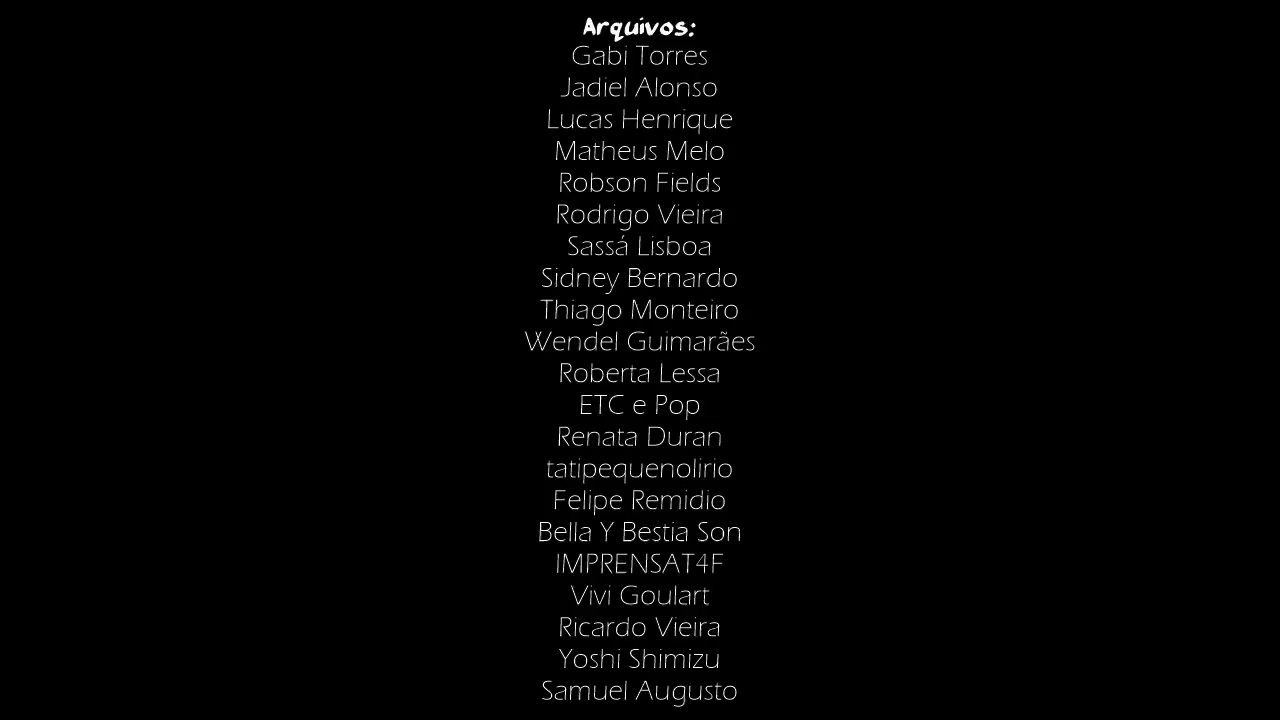 Arquivos:
Gabi Torres
Jadiel Alonso
Lucas Henrique
Matheus Melo
Robson Fields
Rodrigo Vieira
Sassá Lisboa
Sidney Bernardo
Thiago Monteiro
Wendel Guimarães
Roberta Lessa
ETC e Pop
Renata Duran
tatipequenolirio
Felipe Remidio
Bella Y Bestia Son
IMPRENSAT4F
Vivi Goulart
Ricardo Vieira
Yoshi Shimizu
Samuel Augusto